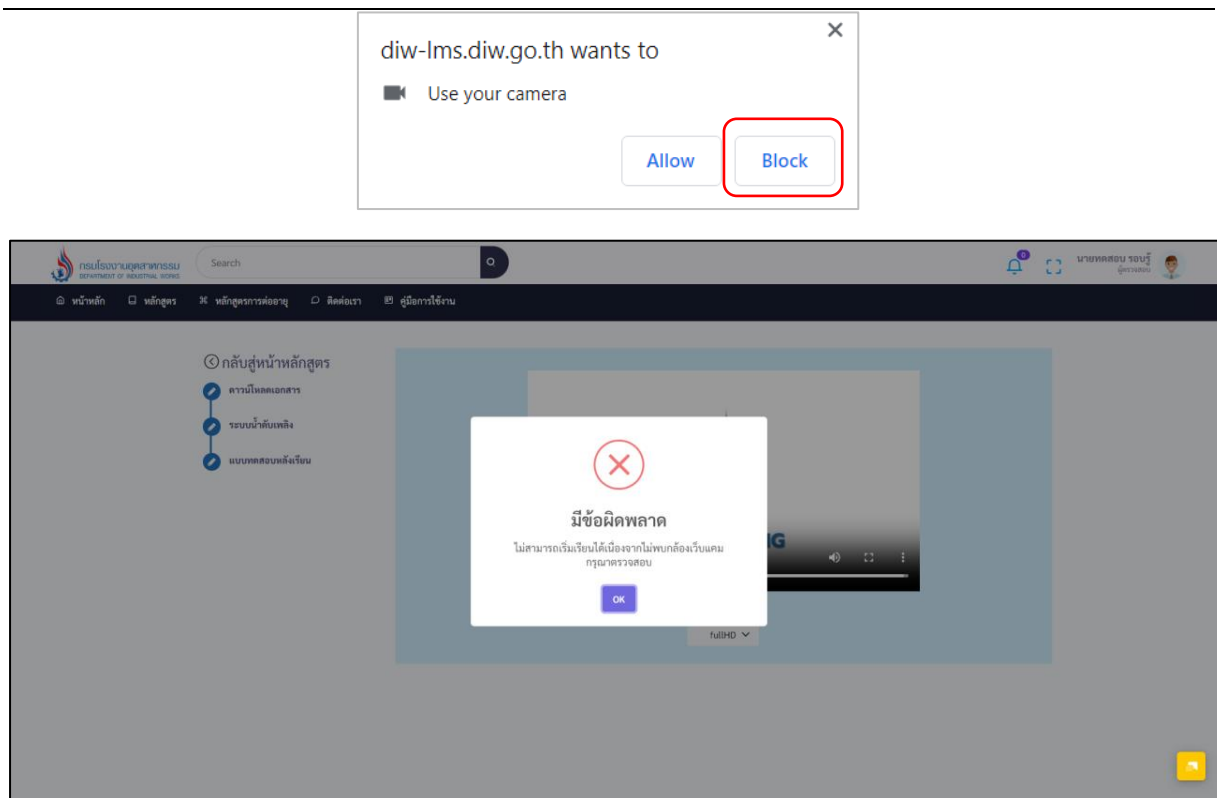 diw-lms.diw.go.th wants to
Use your camera
Allow
Block
กรมโรงงานอุตสาหกรรม
DEPARTMENT OF INDUSTRIAL WORKS
Search
0
นายทดสอบ รอบรู้
ผู้ตรวจสอบ
หน้าหลัก
หลักสูตร
หลักสูตรการต่ออายุ
ติดต่อเรา
คู่มือการใช้งาน
กลับสู่หน้าหลักสูตร
ดาวน์โหลดเอกสาร
ระบบน้ำดับเพลิง
แบบทดสอบหลังเรียน
มีข้อผิดพลาด
ไม่สามารถเริ่มเรียนได้เนื่องจากไม่พบกล้องเว็บแคม
กรุณาตรวจสอบ
OK
fullHD